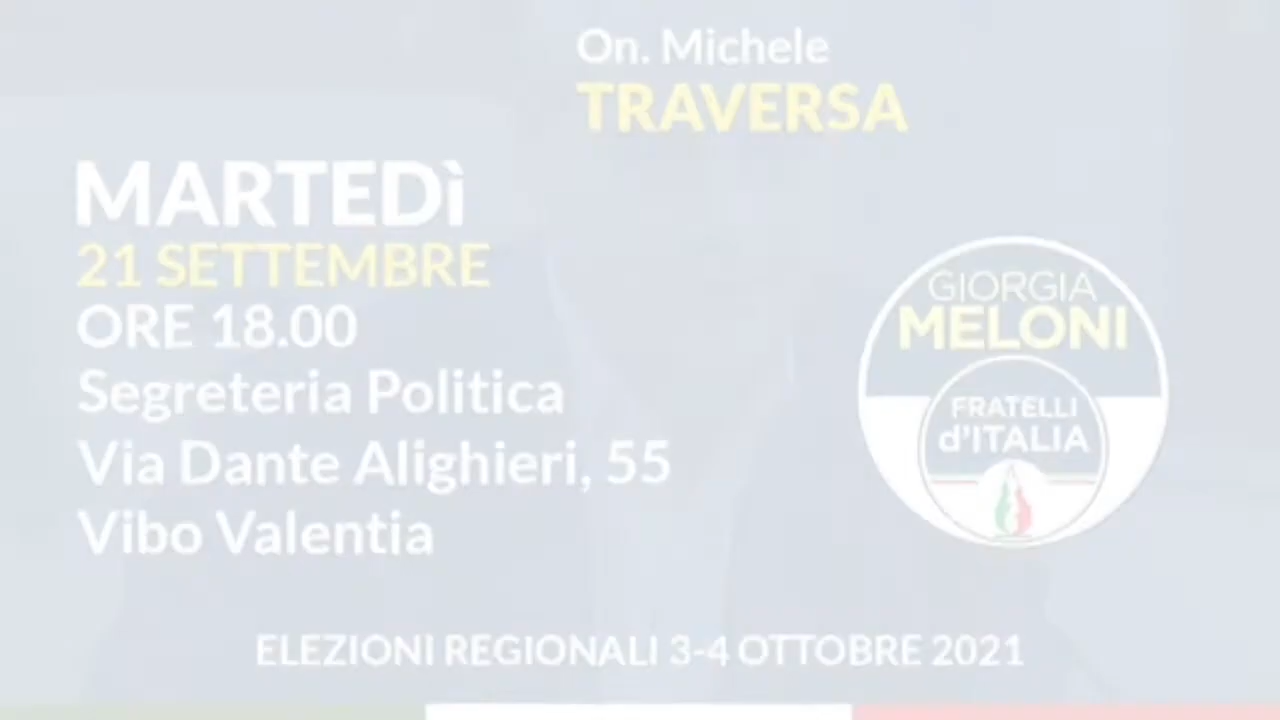 On. Michele
TRAVERSA
MARTEDÌ
21 SETTEMBRE
ORE 18.00
Segreteria Politica
Via Dante Alighieri, 55
Vibo Valentia
GIORGIA
MELONI
FRATELLI
d'ITALIA
ELEZIONI REGIONALI 3-4 OTTOBRE 2021